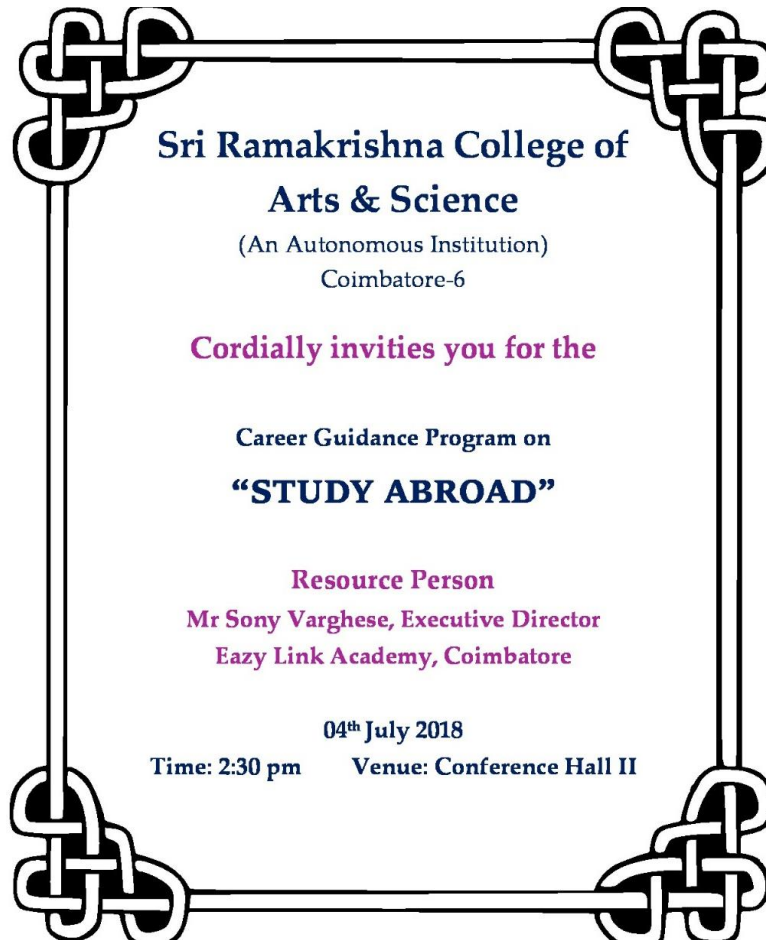 Sri Ramakrishna College of
Arts & Science
(An Autonomous Institution)
Coimbatore-6
Cordially invities you for the
Career Guidance Program on
“STUDY ABROAD”
Resource Person
Mr Sony Varghese, Executive Director
Eazy Link Academy, Coimbatore
04th July 2018
Time: 2:30 pm Venue: Conference Hall II